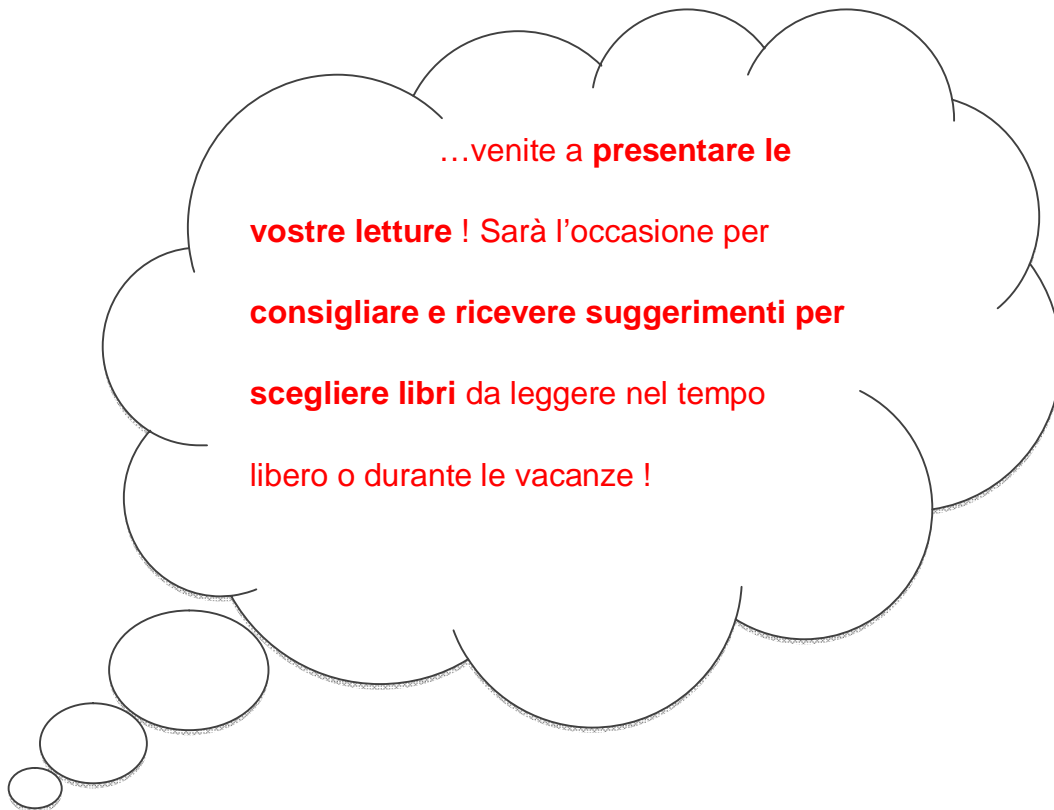 …venite a presentare le
vostre letture ! Sarà l'occasione per
consigliare e ricevere suggerimenti per
scegliere libri da leggere nel tempo
libero o durante le vacanze !